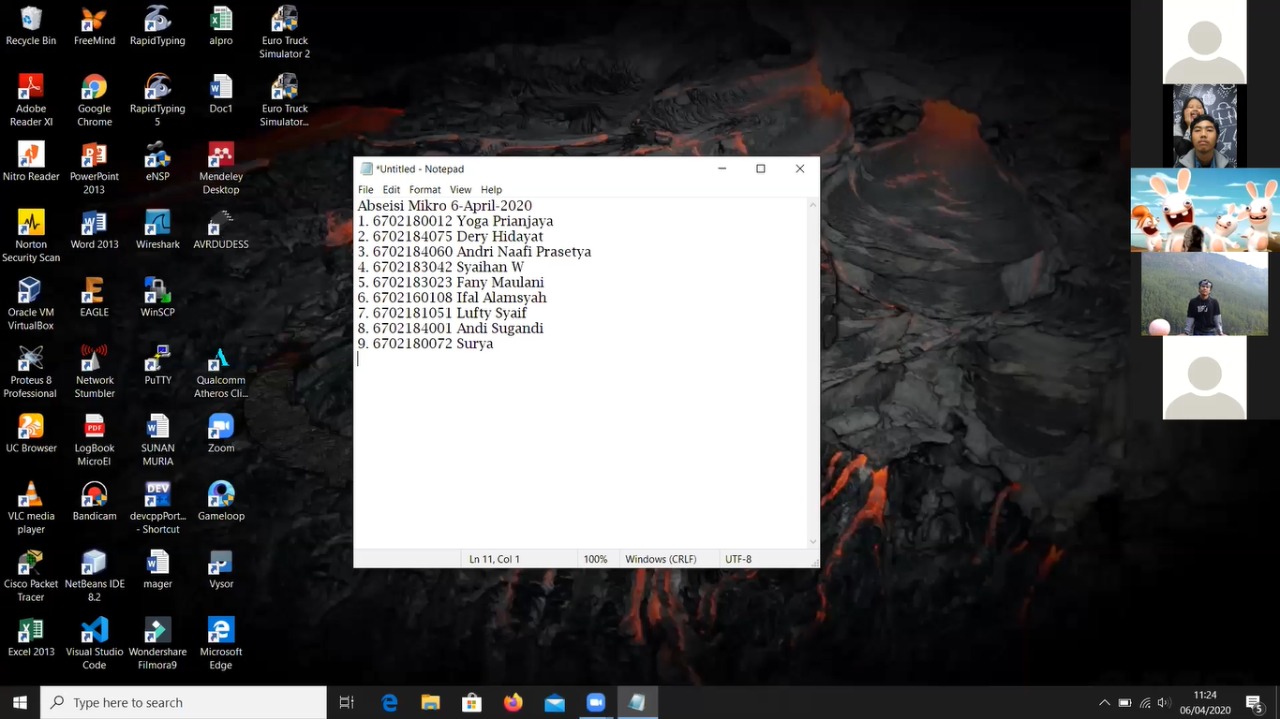 Recycle Bin
FreeMind
RapidTyping
alpro
Euro Truck
Simulator 2
Adobe
Reader XI
Google
Chrome
RapidTyping
5
Doc1
Euro Truck
Simulator...
Nitro Reader
PowerPoint
2013
eNSP
Mendeley
Desktop
Norton
Security Scan
Word 2013
Wireshark
AVRDUDESS
Oracle VM
VirtualBox
EAGLE
WinSCP
Proteus 8
Professional
Network
Stumbler
PuTTY
Qualcomm
Atheros Cli...
UC Browser
LogBook
MicroEl
SUNAN
MURIA
Zoom
VLC media
player
Bandicam
devcppPort...
- Shortcut
Gameloop
Cisco Packet
Tracer
NetBeans IDE
8.2
mager
Vysor
Excel 2013
Visual Studio
Code
Wondershare
Filmora9
Microsoft
Edge
*Untitled - Notepad
File Edit Format View Help
Abseisi Mikro 6-April-2020
1. 6702180012 Yoga Prianjaya
2. 6702184075 Dery Hidayat
3. 6702184060 Andri Naafi Prasetya
4. 6702183042 Syaihan W
5. 6702183023 Fany Maulani
6. 6702160108 Ifal Alamsyah
7. 6702181051 Lufty Syaif
8. 6702184001 Andi Sugandi
9. 6702180072 Surya
Ln 11, Col 1 100% Windows (CRLF) UTF-8
Type here to search
11:24
06/04/2020
5